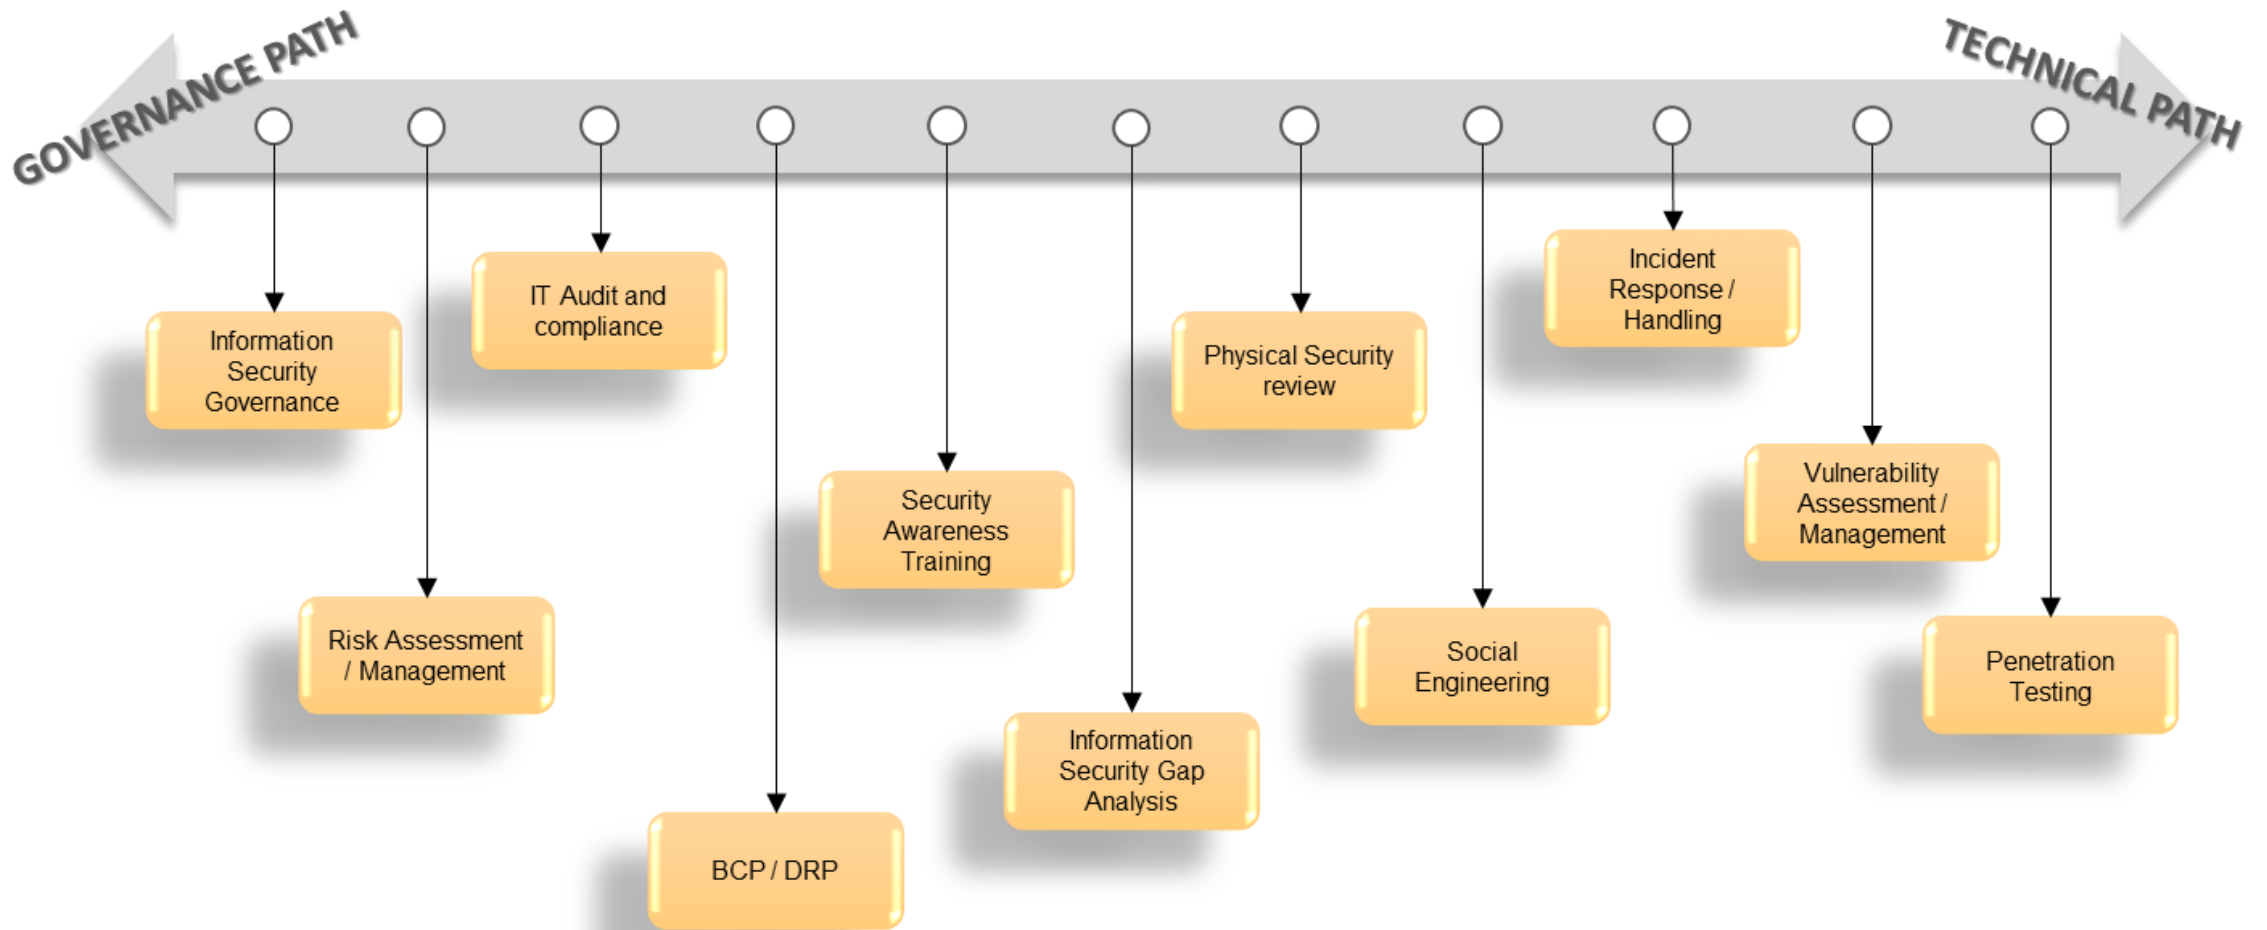 GOVERNANCE PATH
TECHNICAL PATH
Information
Security
Governance
Risk Assessment
/ Management
IT Audit and
compliance
BCP / DRP
Security
Awareness
Training
Information
Security Gap
Analysis
Physical Security
review
Social
Engineering
Incident
Response /
Handling
Vulnerability
Assessment /
Management
Penetration
Testing